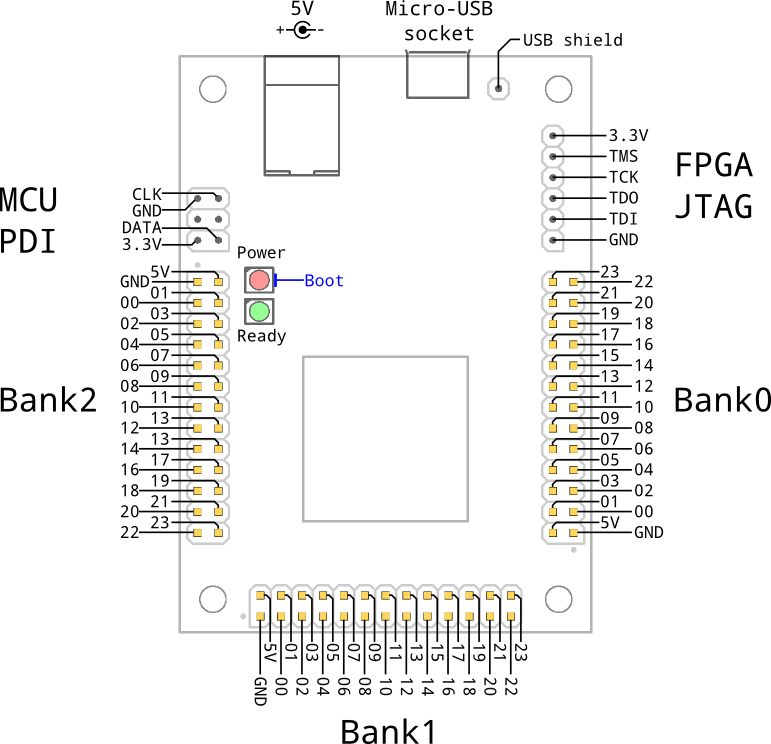 5V
+ -
Micro-USB
socket
USB shield
3.3V
TMS
TCK
TDO
TDI
GND
FPGA
JTAG
MCU
PDI
CLK
GND
DATA
3.3V
Power
Boot
Ready
Bank2
5V
GND
01
00
03
02
05
04
07
06
09
08
11
10
13
12
13
14
17
16
19
18
21
20
23
22
23
22
21
20
19
18
17
16
15
14
13
12
11
10
09
08
07
06
05
04
03
02
01
00
5V
GND
Bank0
GND
5V
00
01
02
03
04
05
06
07
08
09
10
11
12
13
14
15
16
17
18
19
20
21
22
23
Bank1